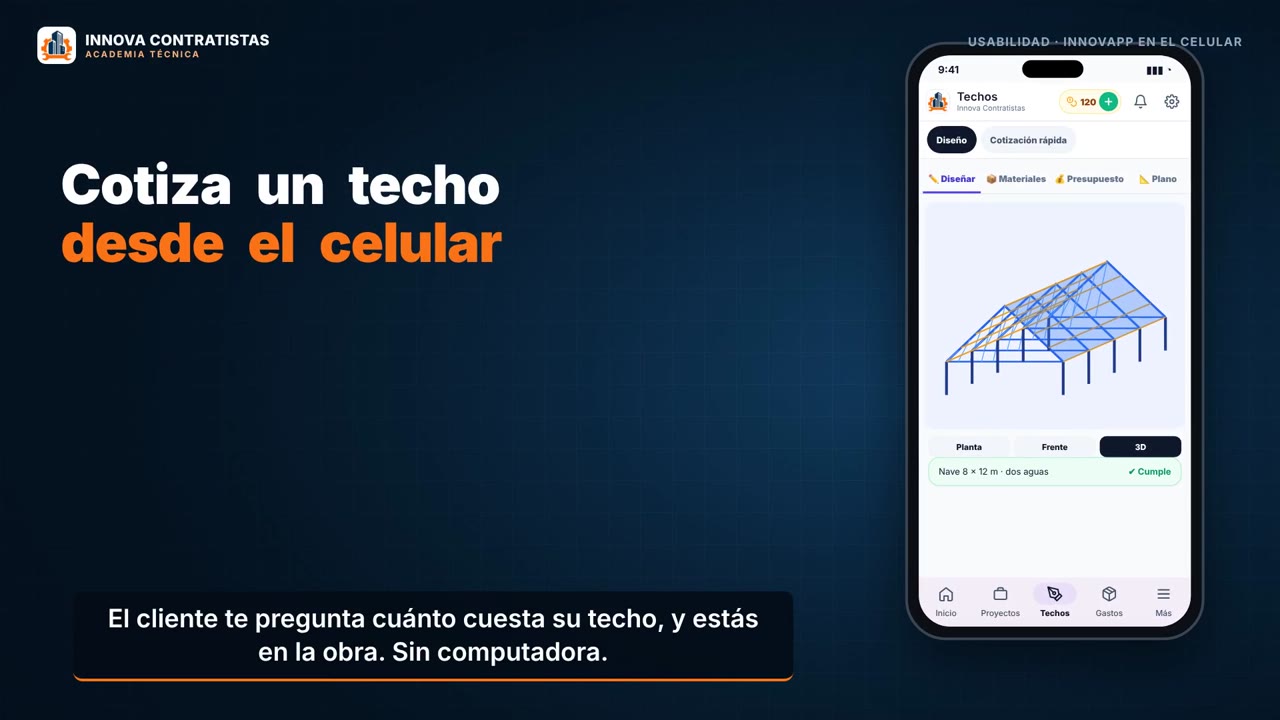 INNOVA CONTRATISTAS
ACADEMIA TÉCNICA
USABILIDAD · INNOVAPP EN EL CELULAR
Cotiza un techo
desde el celular
9:41
Techos
Innova Contratistas
120 +
Diseño Cotización rápida
Diseñar Materiales Presupuesto Plano
Planta Frente 3D
Nave 8 × 12 m · dos aguas ✔ Cumple
Inicio Proyectos Techos Gastos Más
El cliente te pregunta cuánto cuesta su techo, y estás
en la obra. Sin computadora.